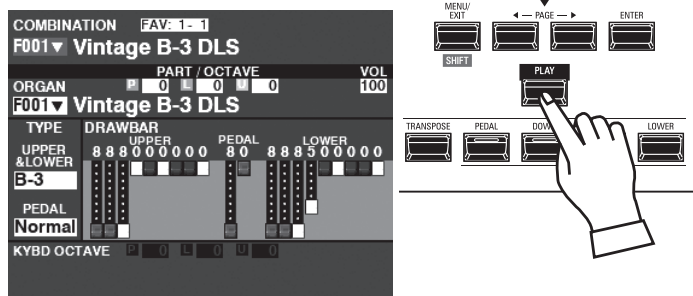 COMBINATION FAV: 1- 1
F001▼ Vintage B-3 DLS
PART / OCTAVE VOL
ORGAN P 0 L 0 U 0 100
F001▼ Vintage B-3 DLS
TYPE DRAWBAR
UPPER PEDAL LOWER
888000000 80 888500000
UPPER
&LOWER
B-3
PEDAL
Normal
KYBD OCTAVE P 0 L 0 U 0
MENU/
EXIT
PAGE
ENTER
SHIFT
PLAY
TRANSPOSE PEDAL LOWER